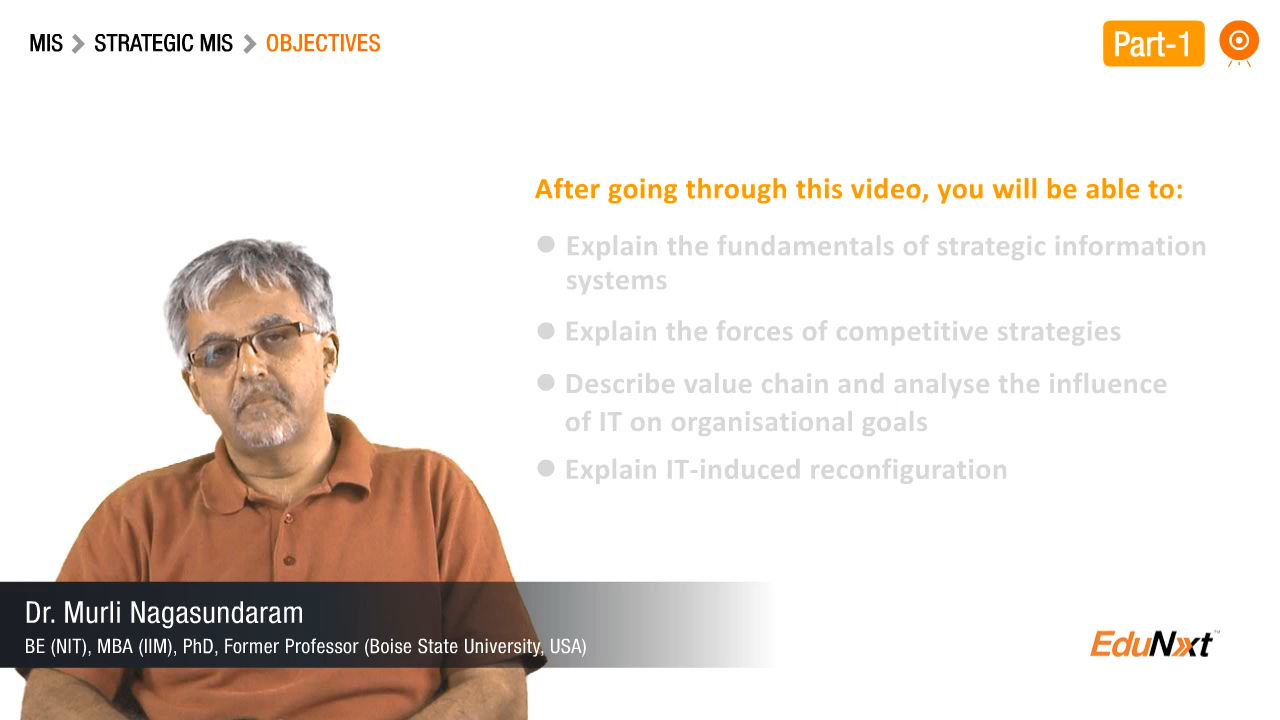 MIS > STRATEGIC MIS > OBJECTIVES
Part-1
After going through this video, you will be able to:
● Explain the fundamentals of strategic information
systems
● Explain the forces of competitive strategies
● Describe value chain and analyse the influence
of IT on organisational goals
● Explain IT-induced reconfiguration
Dr. Murli Nagasundaram
BE (NIT), MBA (IIM), PhD, Former Professor (Boise State University, USA)
EduNxt™